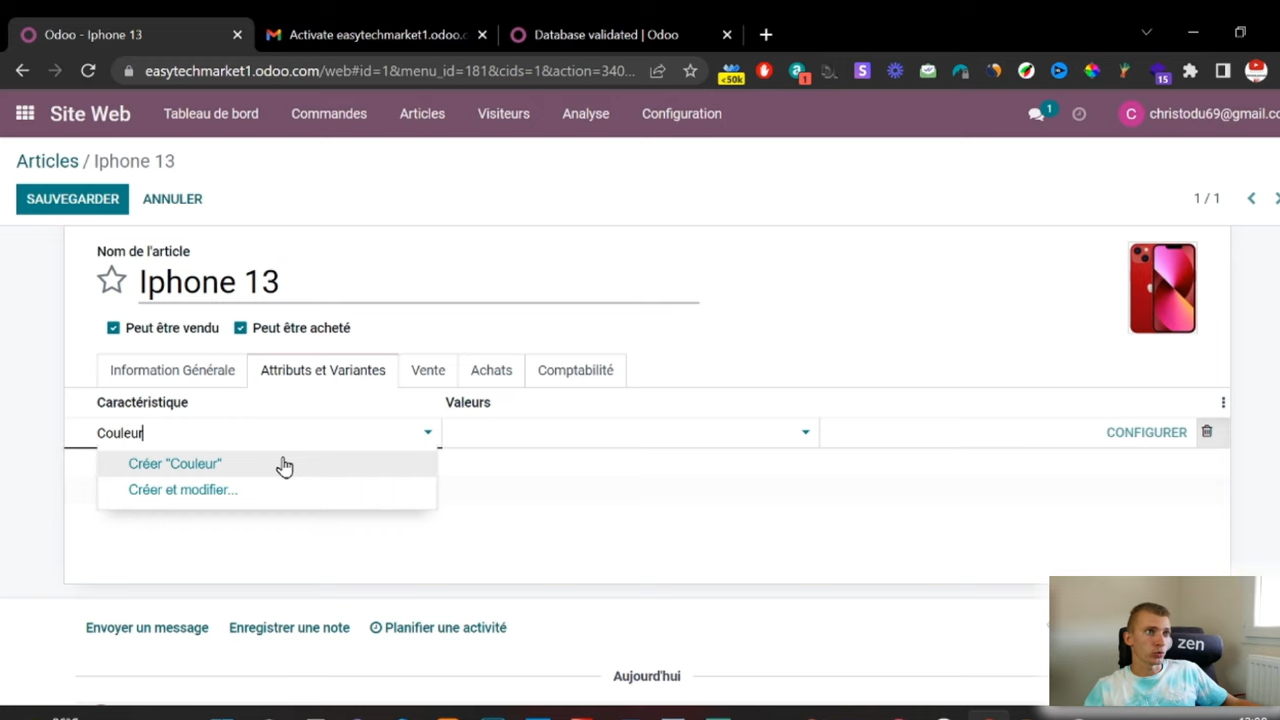 Odoo - Iphone 13
Activate easytechmarket1.odoo.c
Database validated | Odoo
easytechmarket1.odoo.com/web#id=1&menu_id=181&cids=1&action=340...
<50k
1
15
Site Web
Tableau de bord
Commandes
Articles
Visiteurs
Analyse
Configuration
1
C
christodu69@gmail.co
Articles / Iphone 13
SAUVEGARDER
ANNULER
1 / 1
Nom de l'article
Iphone 13
Peut être vendu
Peut être acheté
Information Générale
Attributs et Variantes
Vente
Achats
Comptabilité
Caractéristique
Valeurs
Couleur
CONFIGURER
Créer "Couleur"
Créer et modifier...
Envoyer un message
Enregistrer une note
Planifier une activité
Aujourd'hui
zen